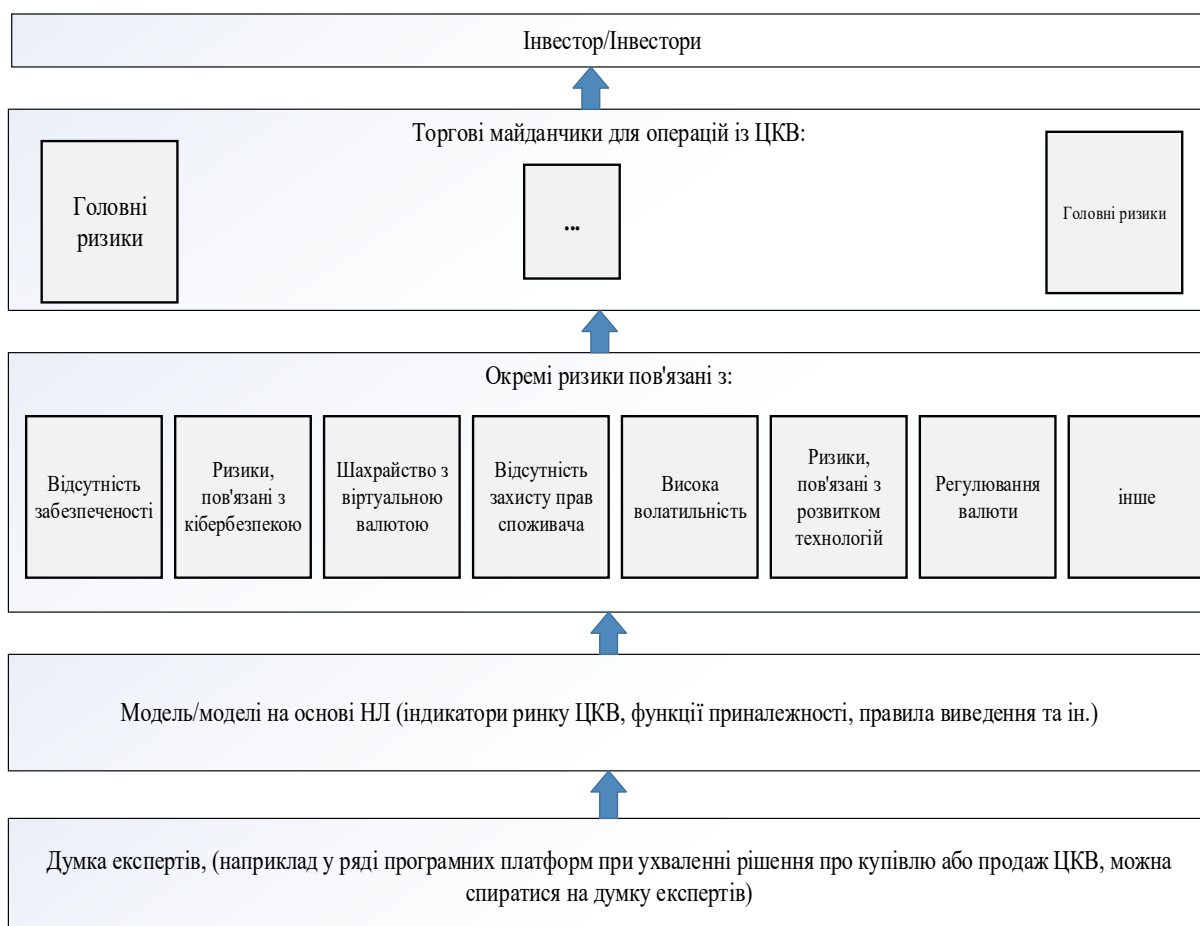 Інвестор/Інвестори
Торгові майданчики для операцій із ЦКВ:
Головні
ризики
...
Головні ризики
Окремі ризики пов'язані з:
Відсутність
забезпеченості
Ризики,
пов'язані з
кібербезпекою
Шахрайство з
віртуальною
валютою
Відсутність
захисту прав
споживача
Висока
волатильність
Ризики,
пов'язані з
розвитком
технологій
Регулювання
валюти
інше
Модель/моделі на основі НЛ (індикатори ринку ЦКВ, функції приналежності, правила виведення та ін.)
Думка експертів, (наприклад у ряді програмних платформ при ухваленні рішення про купівлю або продаж ЦКВ, можна
спиратися на думку експертів)